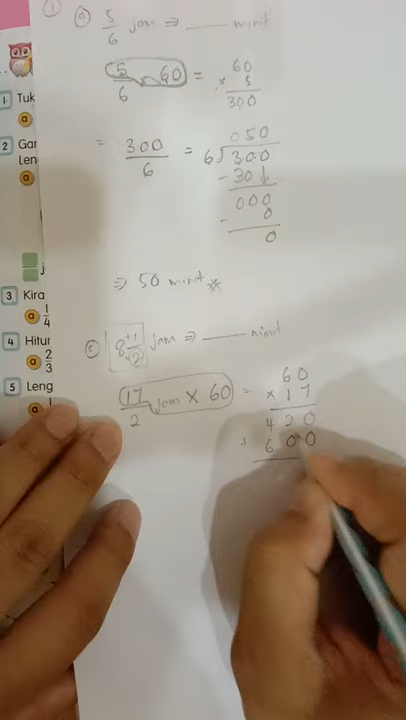 ①
ⓐ 5/6 jam ⇒ ____ minit
5/6 × 60 =
60
× 5
300
= 300/6 =
050
6)300
- 30↓
000
- 0
0
⇒ 50 minit
ⓒ 8 1/2 jam ⇒ ____ minit
17/2 jam × 60 =
60
× 17
420
+ 600
1 Tuk
a
2 Gar
Len
a
j
3 Kira
a 1/4
4 Hitur
a 2/3
5 Leng
a